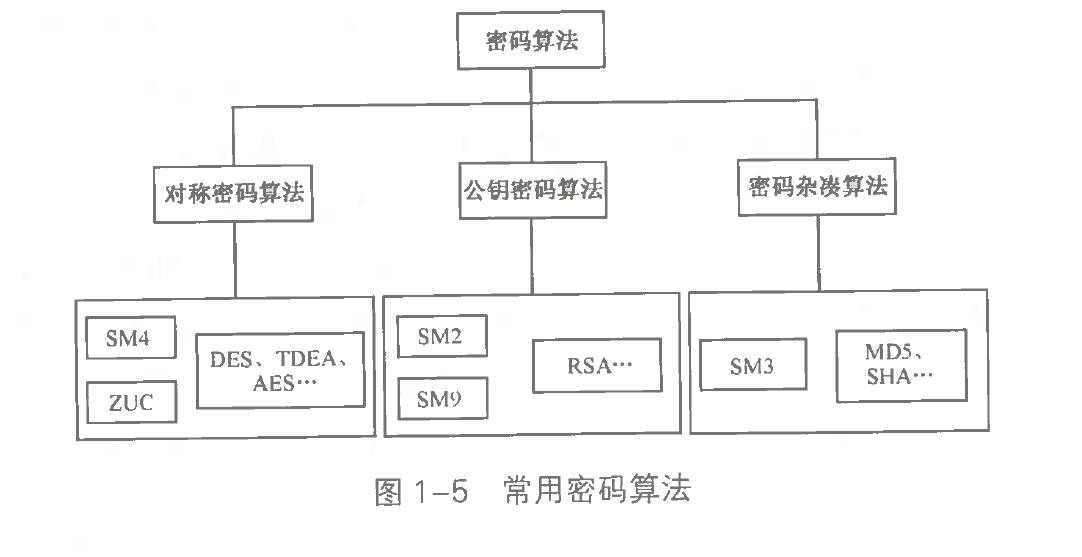 密码算法
对称密码算法
公钥密码算法
密码杂凑算法
SM4
ZUC
DES、TDEA、
AES…
SM2
SM9
RSA…
SM3
MD5、
SHA…
图 1-5 常用密码算法